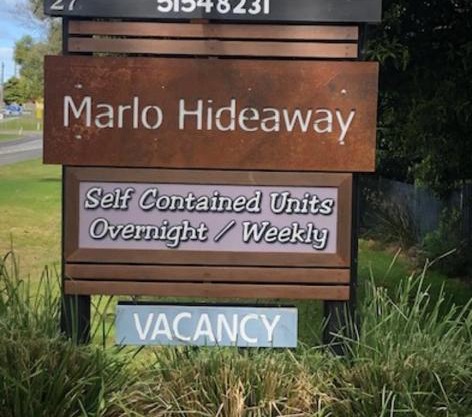 27 51548231
Marlo Hideaway
Self Contained Units
Overnight / Weekly
VACANCY